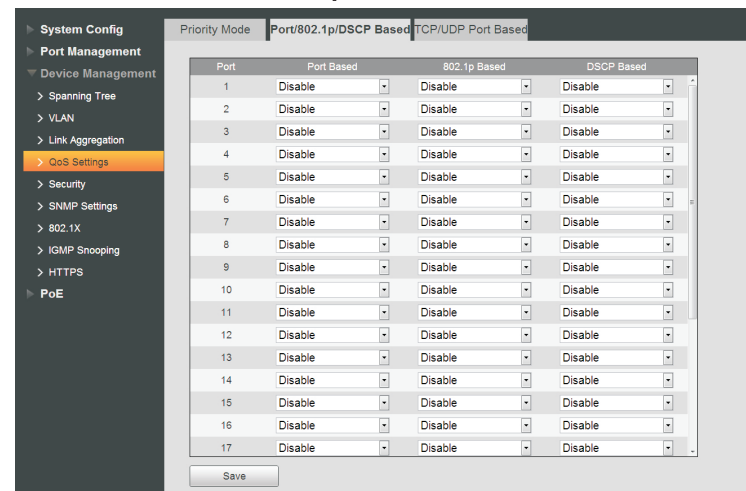 System Config
Port Management
Device Management
> Spanning Tree
> VLAN
> Link Aggregation
> QoS Settings
> Security
> SNMP Settings
> 802.1X
> IGMP Snooping
> HTTPS
PoE
Priority Mode Port/802.1p/DSCP Based TCP/UDP Port Based
Port Port Based 802.1p Based DSCP Based
1 Disable Disable Disable
2 Disable Disable Disable
3 Disable Disable Disable
4 Disable Disable Disable
5 Disable Disable Disable
6 Disable Disable Disable
7 Disable Disable Disable
8 Disable Disable Disable
9 Disable Disable Disable
10 Disable Disable Disable
11 Disable Disable Disable
12 Disable Disable Disable
13 Disable Disable Disable
14 Disable Disable Disable
15 Disable Disable Disable
16 Disable Disable Disable
17 Disable Disable Disable
Save